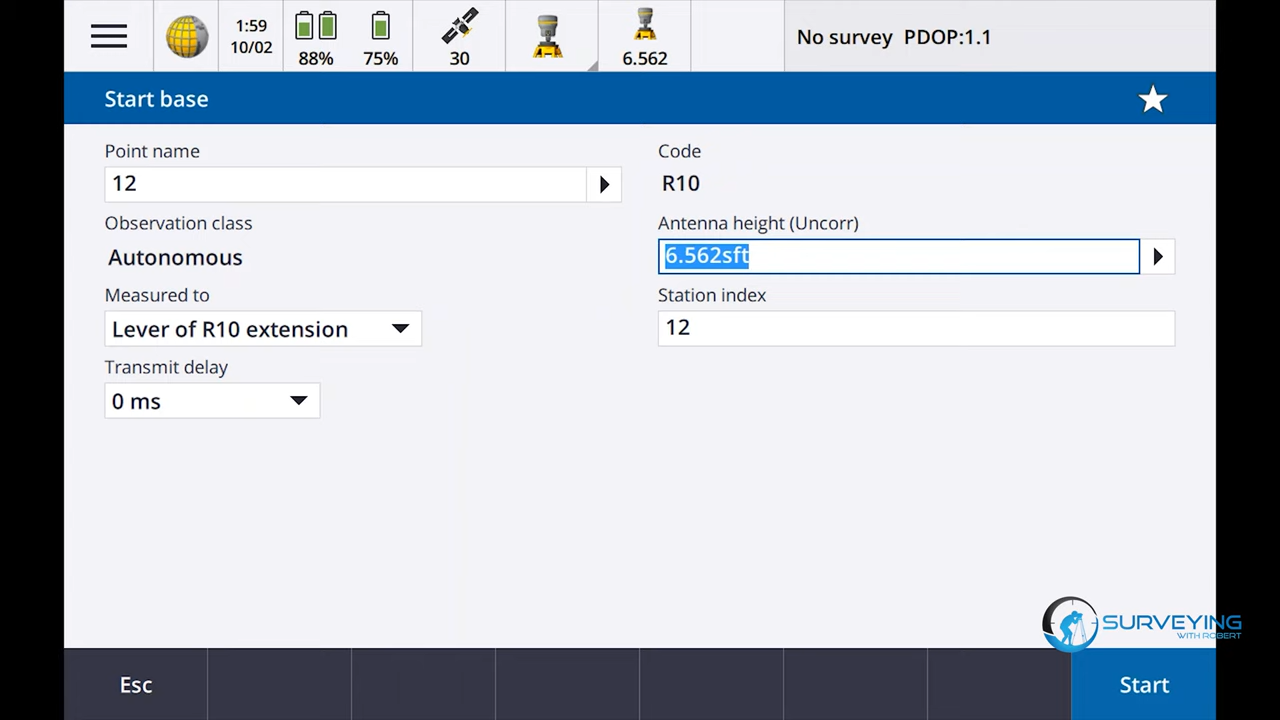 1:59
10/02
88%
75%
30
6.562
No survey PDOP:1.1
Start base
Point name
12
Code
R10
Observation class
Autonomous
Antenna height (Uncorr)
6.562sft
Measured to
Lever of R10 extension
Station index
12
Transmit delay
0 ms
SURVEYING
WITH ROBERT
Esc
Start